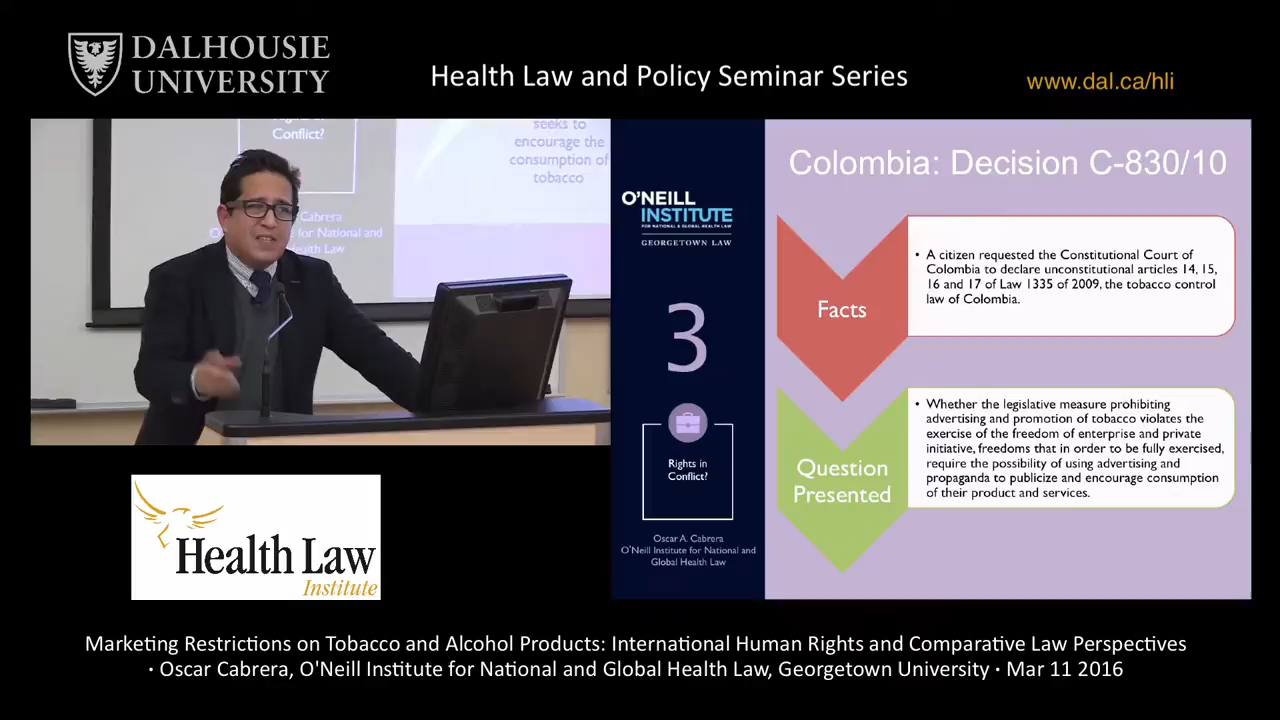 DALHOUSIE
UNIVERSITY
Health Law and Policy Seminar Series
www.dal.ca/hli
Conflict?
Cabrera
for National and
Law
seeks to
encourage the
consumption of
tobacco
O'NEILL
INSTITUTE
FOR NATIONAL & GLOBAL HEALTH LAW
GEORGETOWN LAW
3
Rights in
Conflict?
Oscar A. Cabrera
O'Neill Institute for National and
Global Health Law
Colombia: Decision C-830/10
Facts
• A citizen requested the Constitutional Court of
Colombia to declare unconstitutional articles 14, 15,
16 and 17 of Law 1335 of 2009, the tobacco control
law of Colombia.
Question
Presented
• Whether the legislative measure prohibiting
advertising and promotion of tobacco violates the
exercise of the freedom of enterprise and private
initiative, freedoms that in order to be fully exercised,
require the possibility of using advertising and
propaganda to publicize and encourage consumption
of their product and services.
Health Law
Institute
Marketing Restrictions on Tobacco and Alcohol Products: International Human Rights and Comparative Law Perspectives
· Oscar Cabrera, O'Neill Institute for National and Global Health Law, Georgetown University · Mar 11 2016